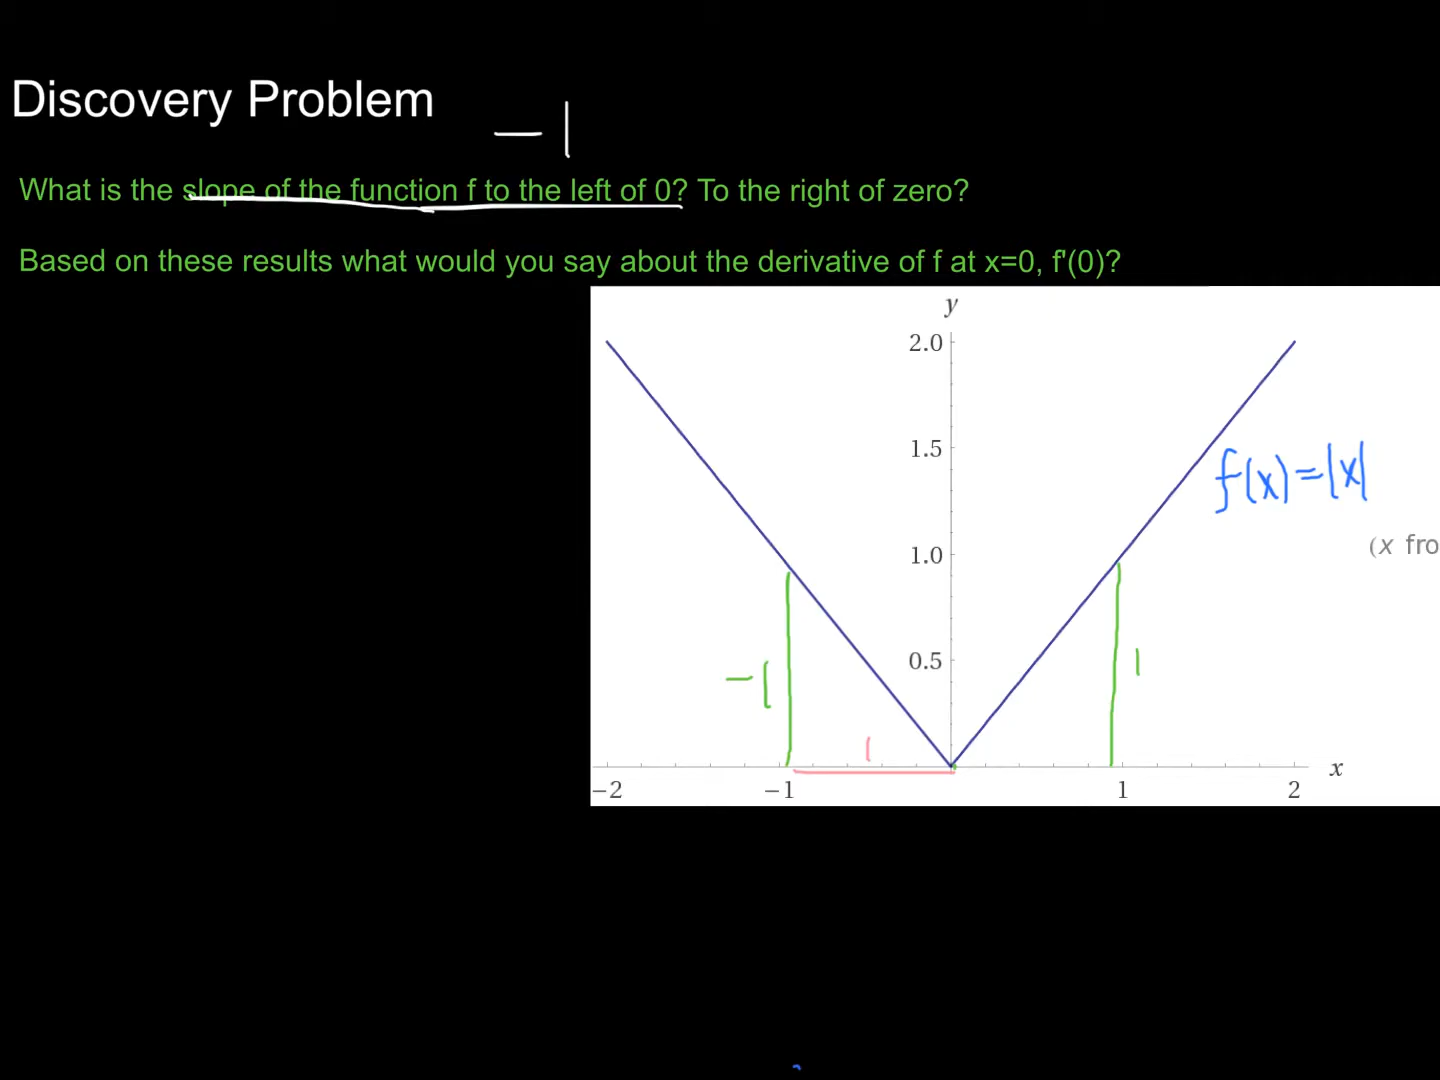 Discovery Problem
-1
What is the slope of the function f to the left of 0? To the right of zero?
Based on these results what would you say about the derivative of f at x=0, f'(0)?
y
2.0
1.5
f(x)=|x|
(x fro
1.0
0.5
-1
1
1
x
−2
−1
1
2